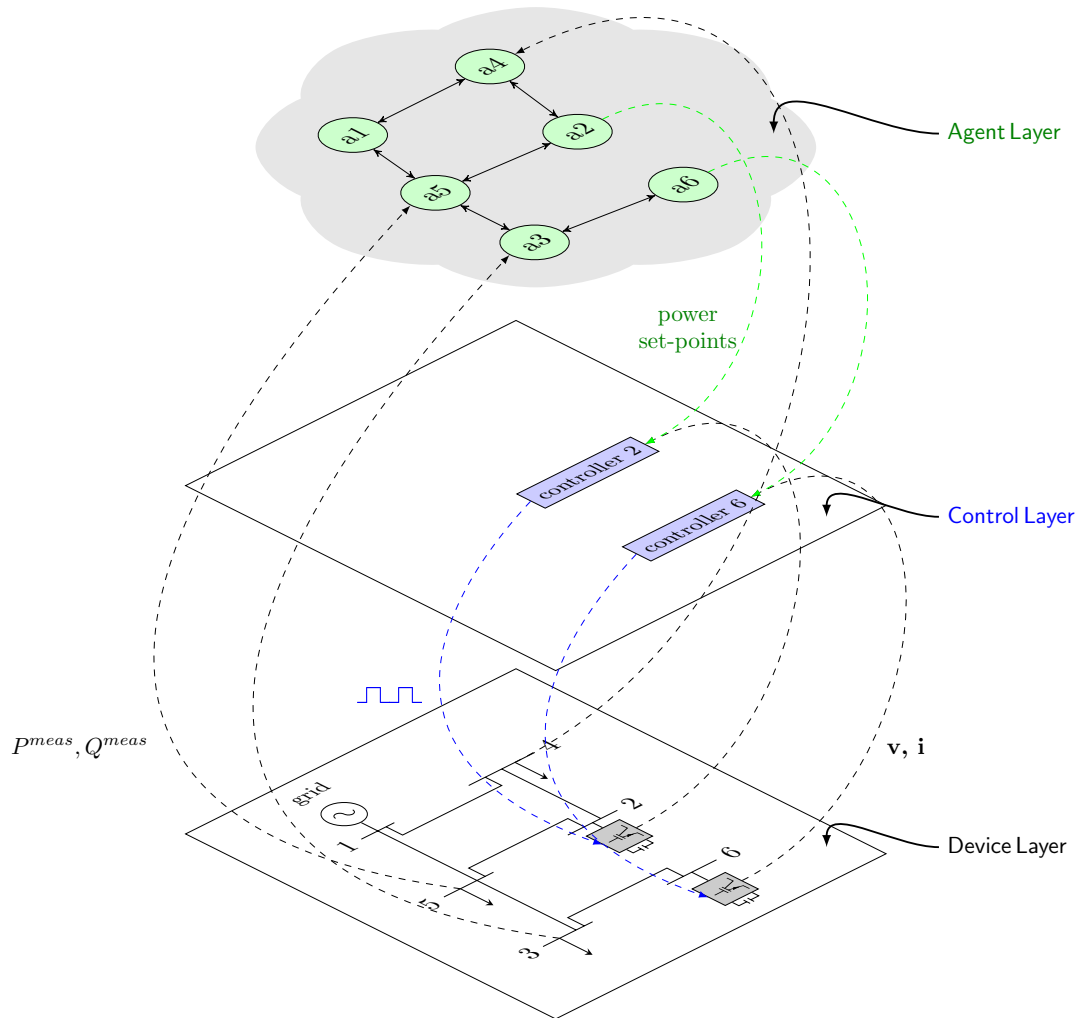 a4
a1
a2
Agent Layer
a5
a6
a3
power
set-points
controller 2
controller 6
Control Layer
P^{meas}, Q^{meas}
v, i
4
grid
2
1
Device Layer
6
5
3